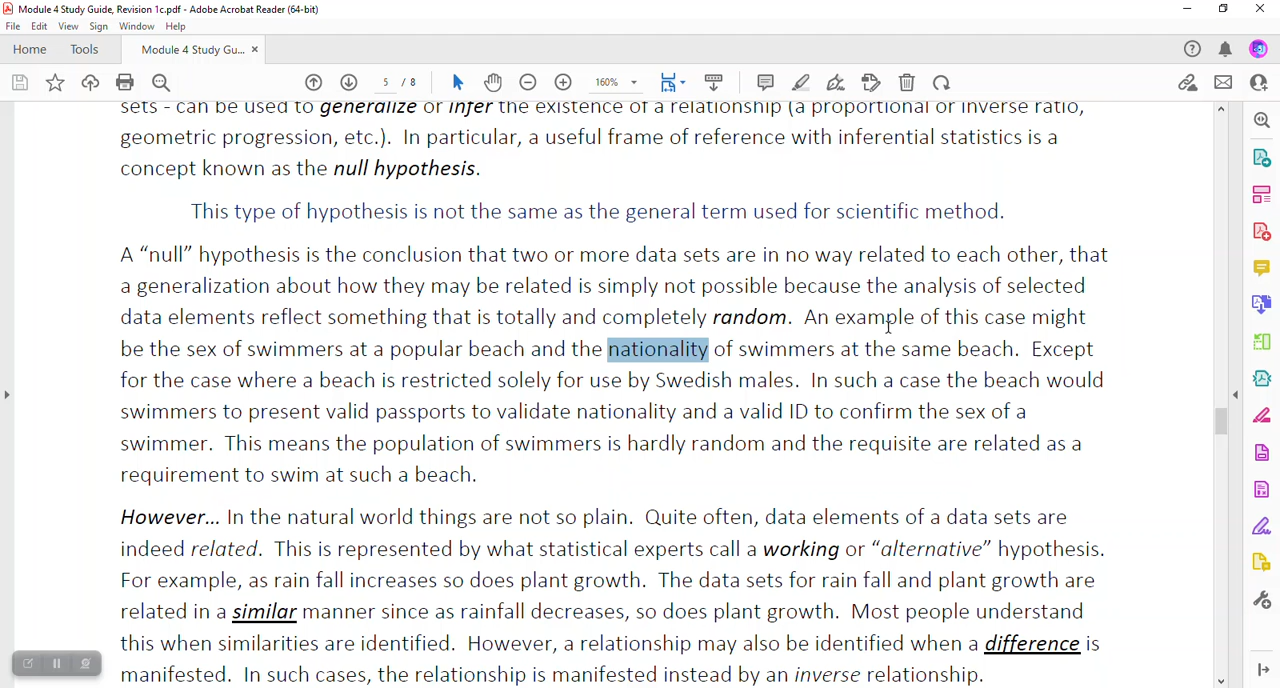 Module 4 Study Guide, Revision 1c.pdf - Adobe Acrobat Reader (64-bit)
File Edit View Sign Window Help
Home Tools Module 4 Study Gu... ×
5 / 8 160%
sets - can be used to generalize or infer the existence of a relationship (a proportional or inverse ratio,
geometric progression, etc.). In particular, a useful frame of reference with inferential statistics is a
concept known as the null hypothesis.
This type of hypothesis is not the same as the general term used for scientific method.
A “null” hypothesis is the conclusion that two or more data sets are in no way related to each other, that
a generalization about how they may be related is simply not possible because the analysis of selected
data elements reflect something that is totally and completely random. An example of this case might
be the sex of swimmers at a popular beach and the nationality of swimmers at the same beach. Except
for the case where a beach is restricted solely for use by Swedish males. In such a case the beach would
swimmers to present valid passports to validate nationality and a valid ID to confirm the sex of a
swimmer. This means the population of swimmers is hardly random and the requisite are related as a
requirement to swim at such a beach.
However... In the natural world things are not so plain. Quite often, data elements of a data sets are
indeed related. This is represented by what statistical experts call a working or “alternative” hypothesis.
For example, as rain fall increases so does plant growth. The data sets for rain fall and plant growth are
related in a similar manner since as rainfall decreases, so does plant growth. Most people understand
this when similarities are identified. However, a relationship may also be identified when a difference is
manifested. In such cases, the relationship is manifested instead by an inverse relationship.